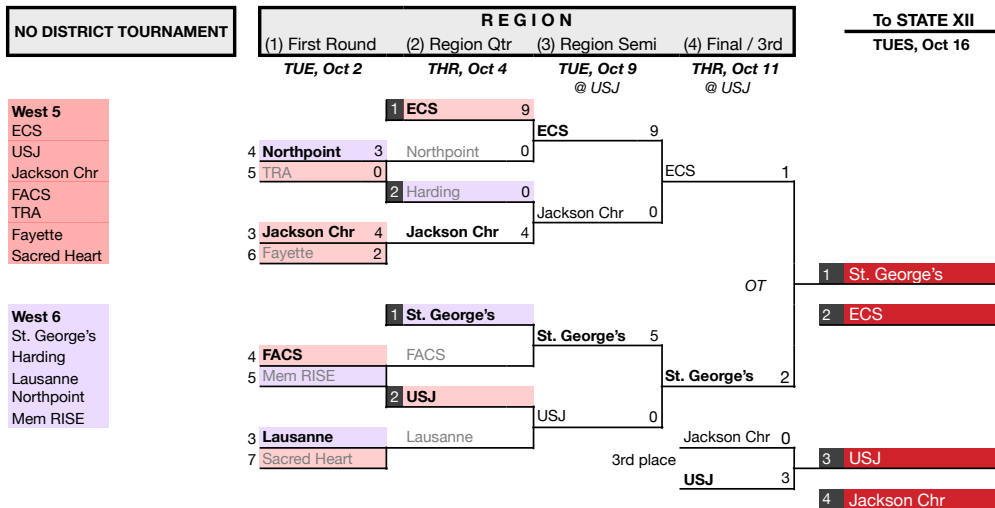 NO DISTRICT TOURNAMENT
REGION
(1) First Round (2) Region Qtr (3) Region Semi (4) Final / 3rd
TUE, Oct 2 THR, Oct 4 TUE, Oct 9 THR, Oct 11
@ USJ @ USJ
To STATE XII
TUES, Oct 16
West 5
ECS
USJ
Jackson Chr
FACS
TRA
Fayette
Sacred Heart
West 6
St. George's
Harding
Lausanne
Northpoint
Mem RISE
4 Northpoint 3
5 TRA 0
3 Jackson Chr 4
6 Fayette 2
4 FACS
5 Mem RISE
3 Lausanne
7 Sacred Heart
1 ECS 9
Northpoint 0
2 Harding 0
Jackson Chr 4
1 St. George's
FACS
2 USJ
Lausanne
ECS 9
Jackson Chr 0
St. George's 5
USJ 0
ECS 1
OT
St. George's 2
3rd place
Jackson Chr 0
USJ 3
1 St. George's
2 ECS
3 USJ
4 Jackson Chr